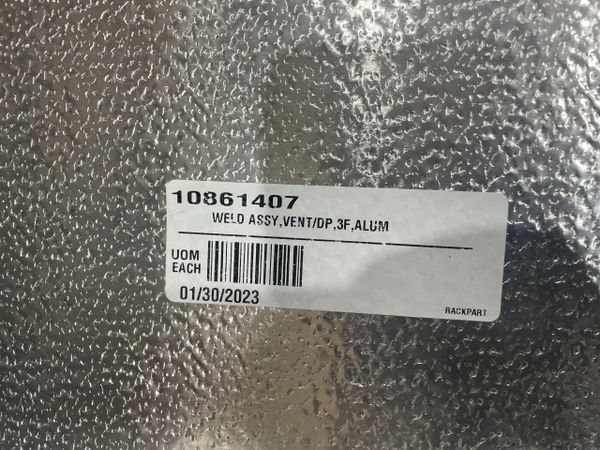 10861407
WELD ASSY,VENT/DP,3F,ALUM
UOM
EACH
01/30/2023
RACKPART